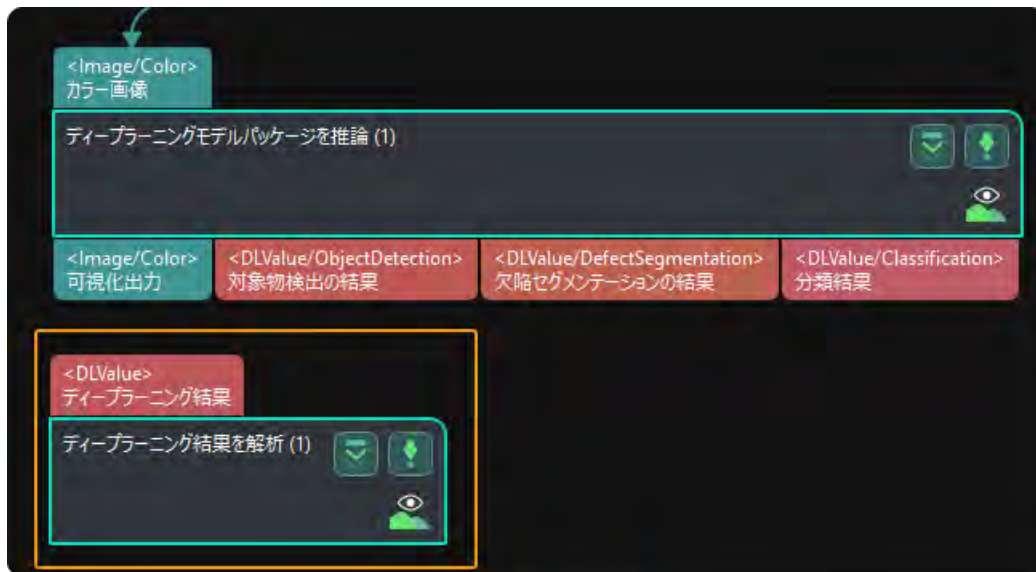 <Image/Color>
カラー画像
ディープラーニングモデルパッケージを推論 (1)
<Image/Color>
可視化出力
<DLValue/ObjectDetection>
対象物検出の結果
<DLValue/DefectSegmentation>
欠陥セグメンテーションの結果
<DLValue/Classification>
分類結果
<DLValue>
ディープラーニング結果
ディープラーニング結果を解析 (1)